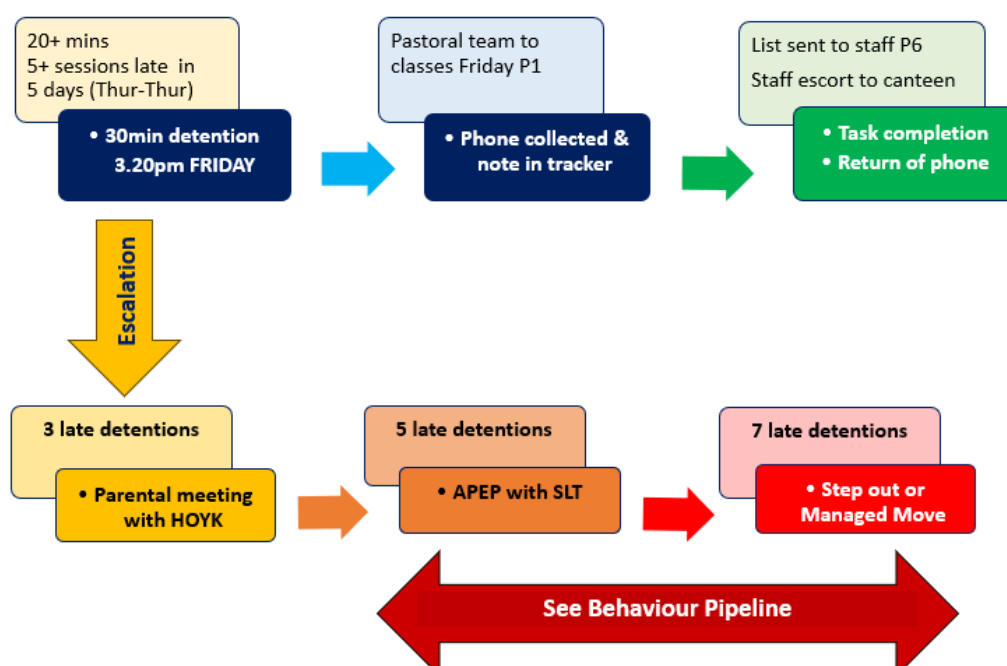 20+ mins
5+ sessions late in
5 days (Thur-Thur)
• 30min detention
3.20pm FRIDAY
Pastoral team to
classes Friday P1
• Phone collected &
note in tracker
List sent to staff P6
Staff escort to canteen
• Task completion
• Return of phone
Escalation
3 late detentions
• Parental meeting
with HOYK
5 late detentions
• APEP with SLT
7 late detentions
• Step out or
Managed Move
See Behaviour Pipeline